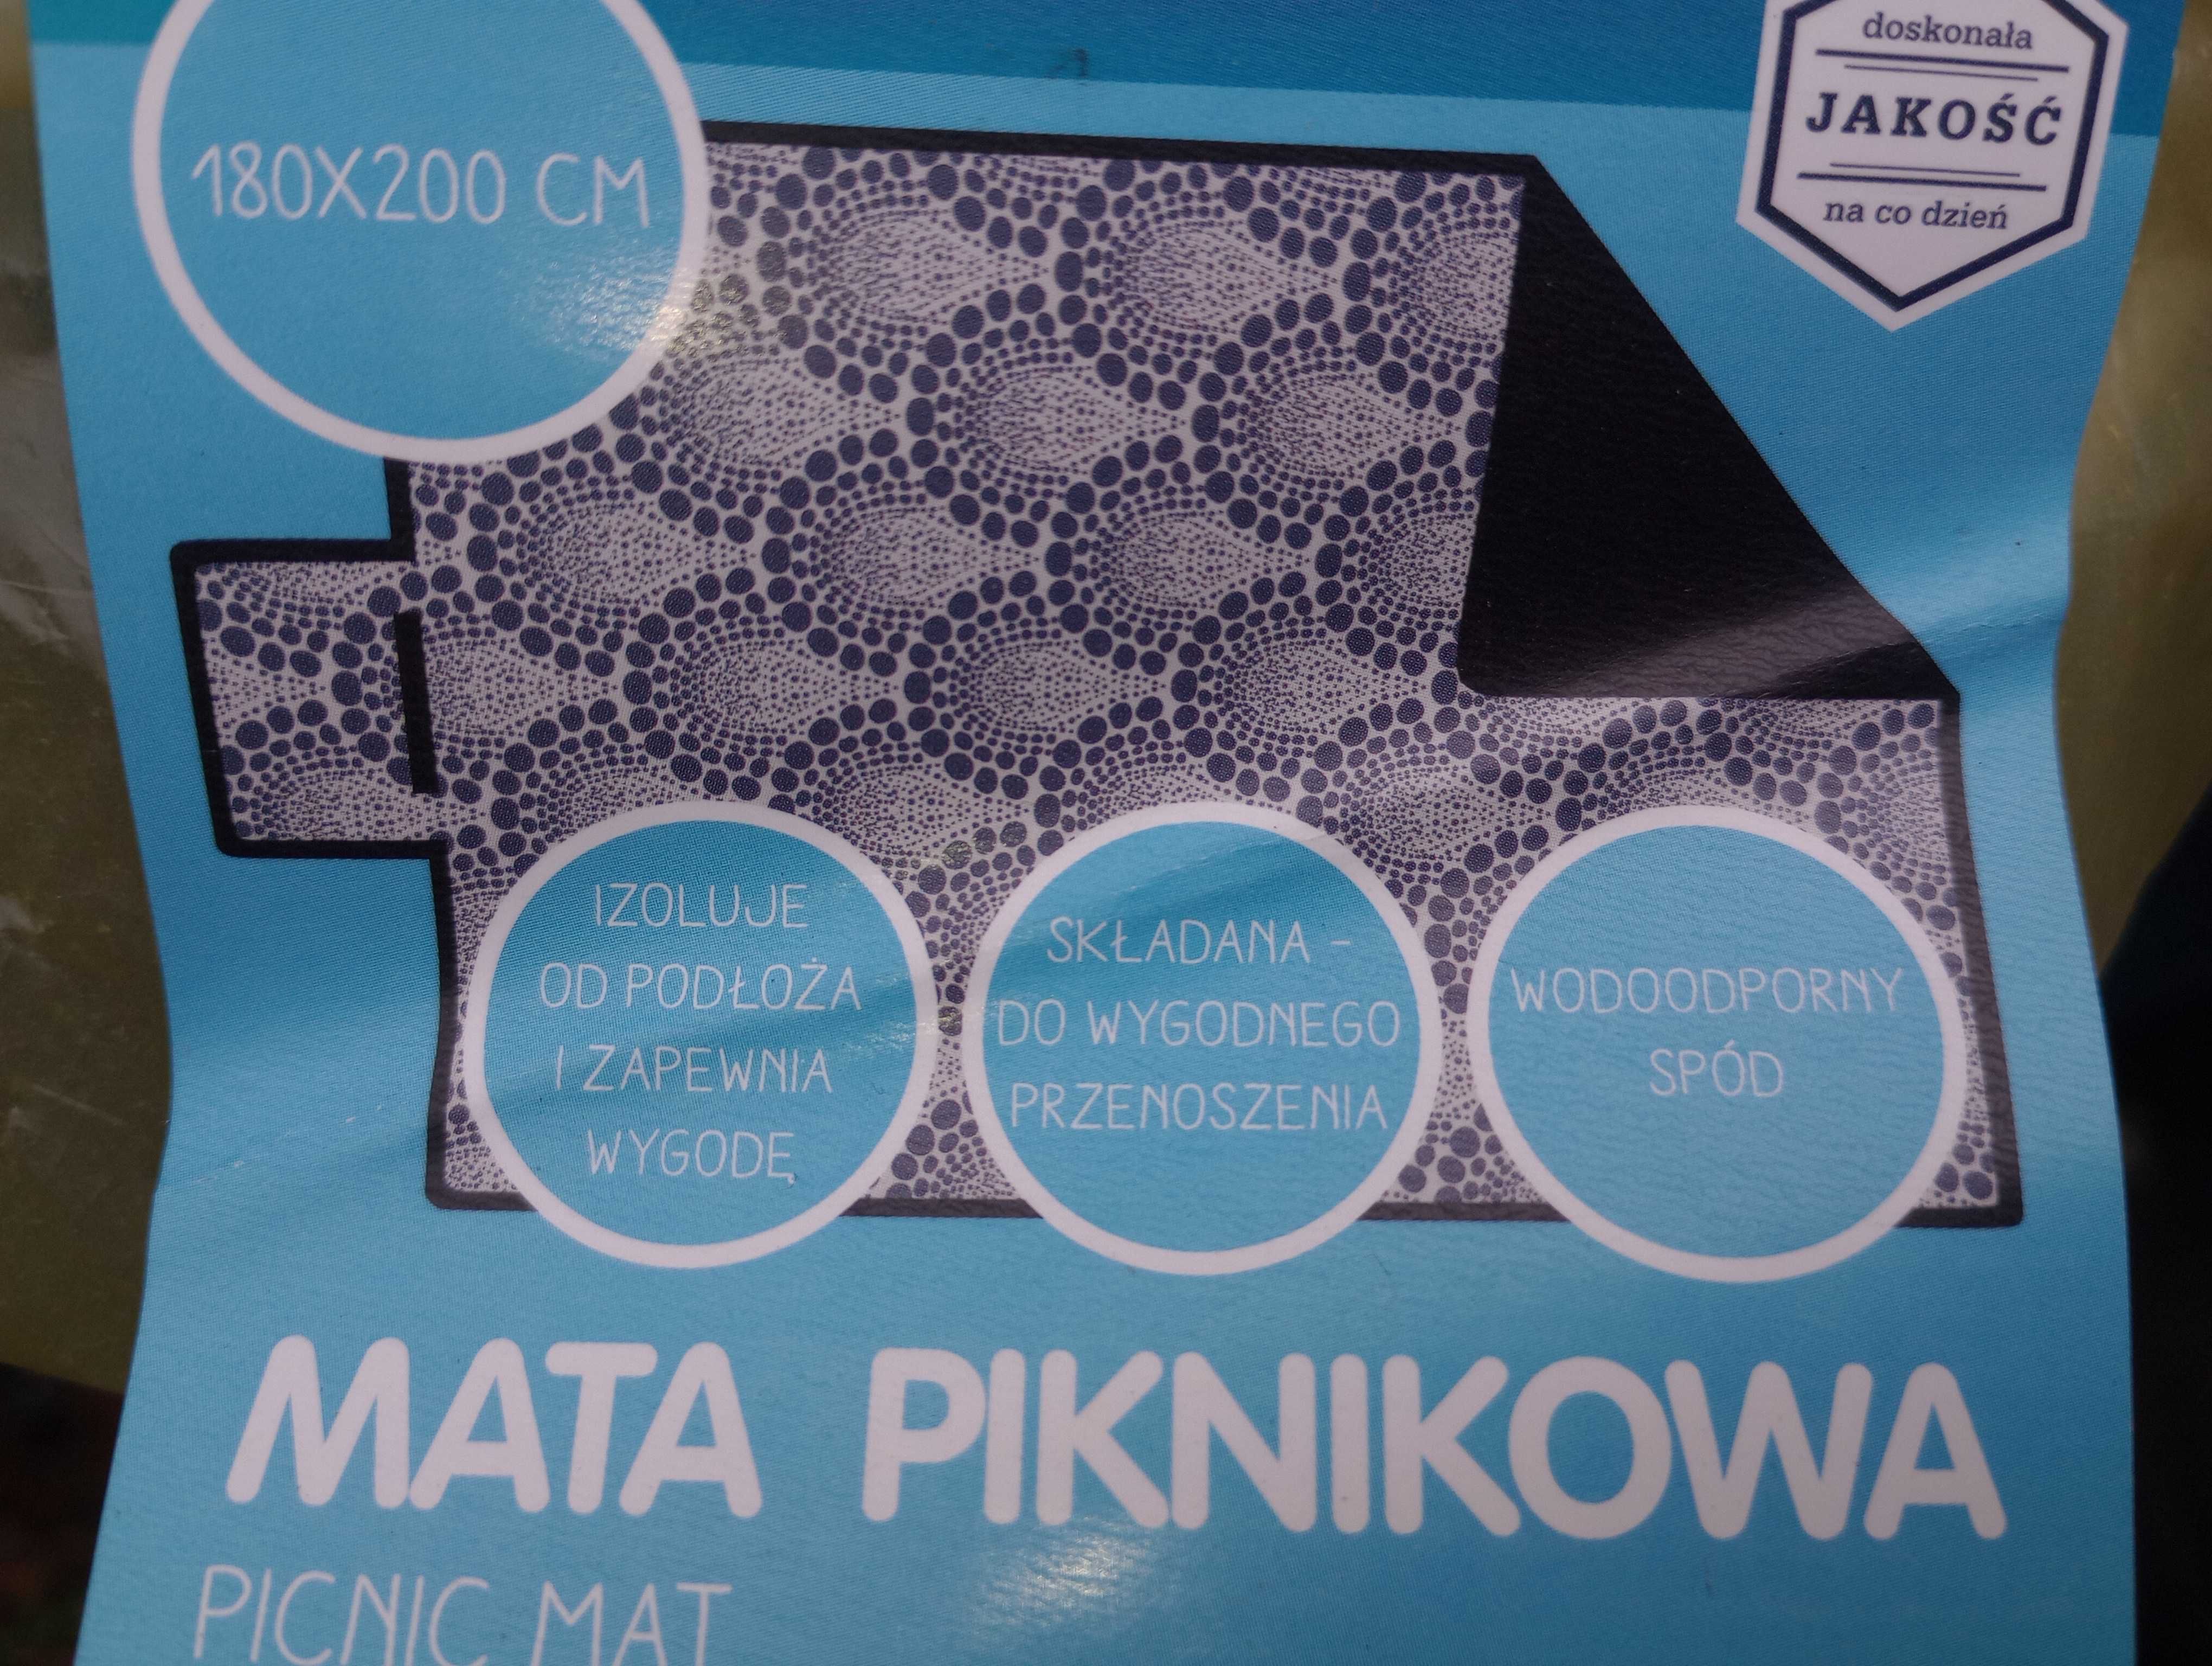 doskonała
JAKOŚĆ
na co dzień
180X200 CM
IZOLUJE
OD PODŁOŻA
I ZAPEWNIA
WYGODĘ
SKŁADANA -
DO WYGODNEGO
PRZENOSZENIA
WODOODPORNY
SPÓD
MATA PIKNIKOWA
PICNIC MAT